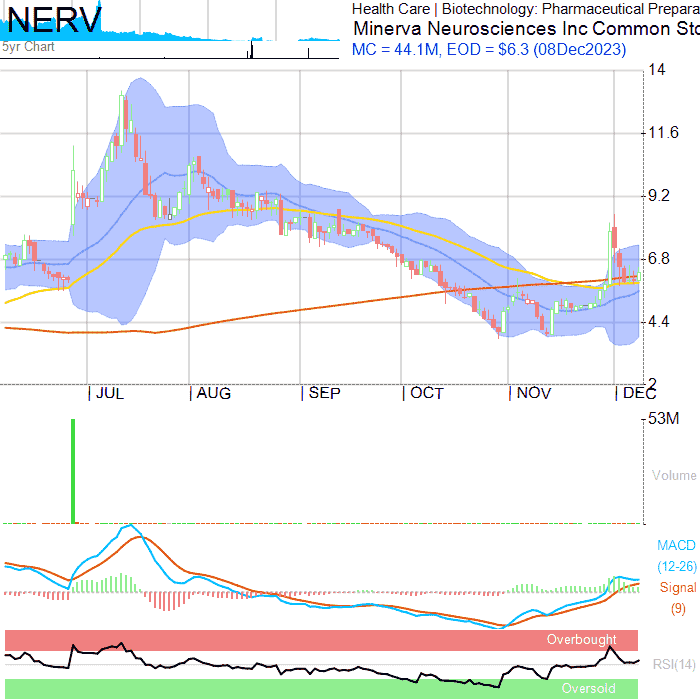 NERV
5yr Chart
Health Care | Biotechnology: Pharmaceutical Prepara
Minerva Neurosciences Inc Common Sto
MC = 44.1M, EOD = $6.3 (08Dec2023)
14
11.6
9.2
6.8
4.4
2
JUL AUG SEP OCT NOV DEC
53M
Volume
MACD
(12-26)
Signal
(9)
Overbought
RSI(14)
Oversold